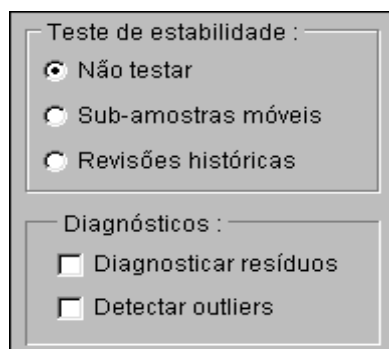 Teste de estabilidade :
Não testar
Sub-amostras móveis
Revisões históricas
Diagnósticos :
Diagnosticar resíduos
Detectar outliers